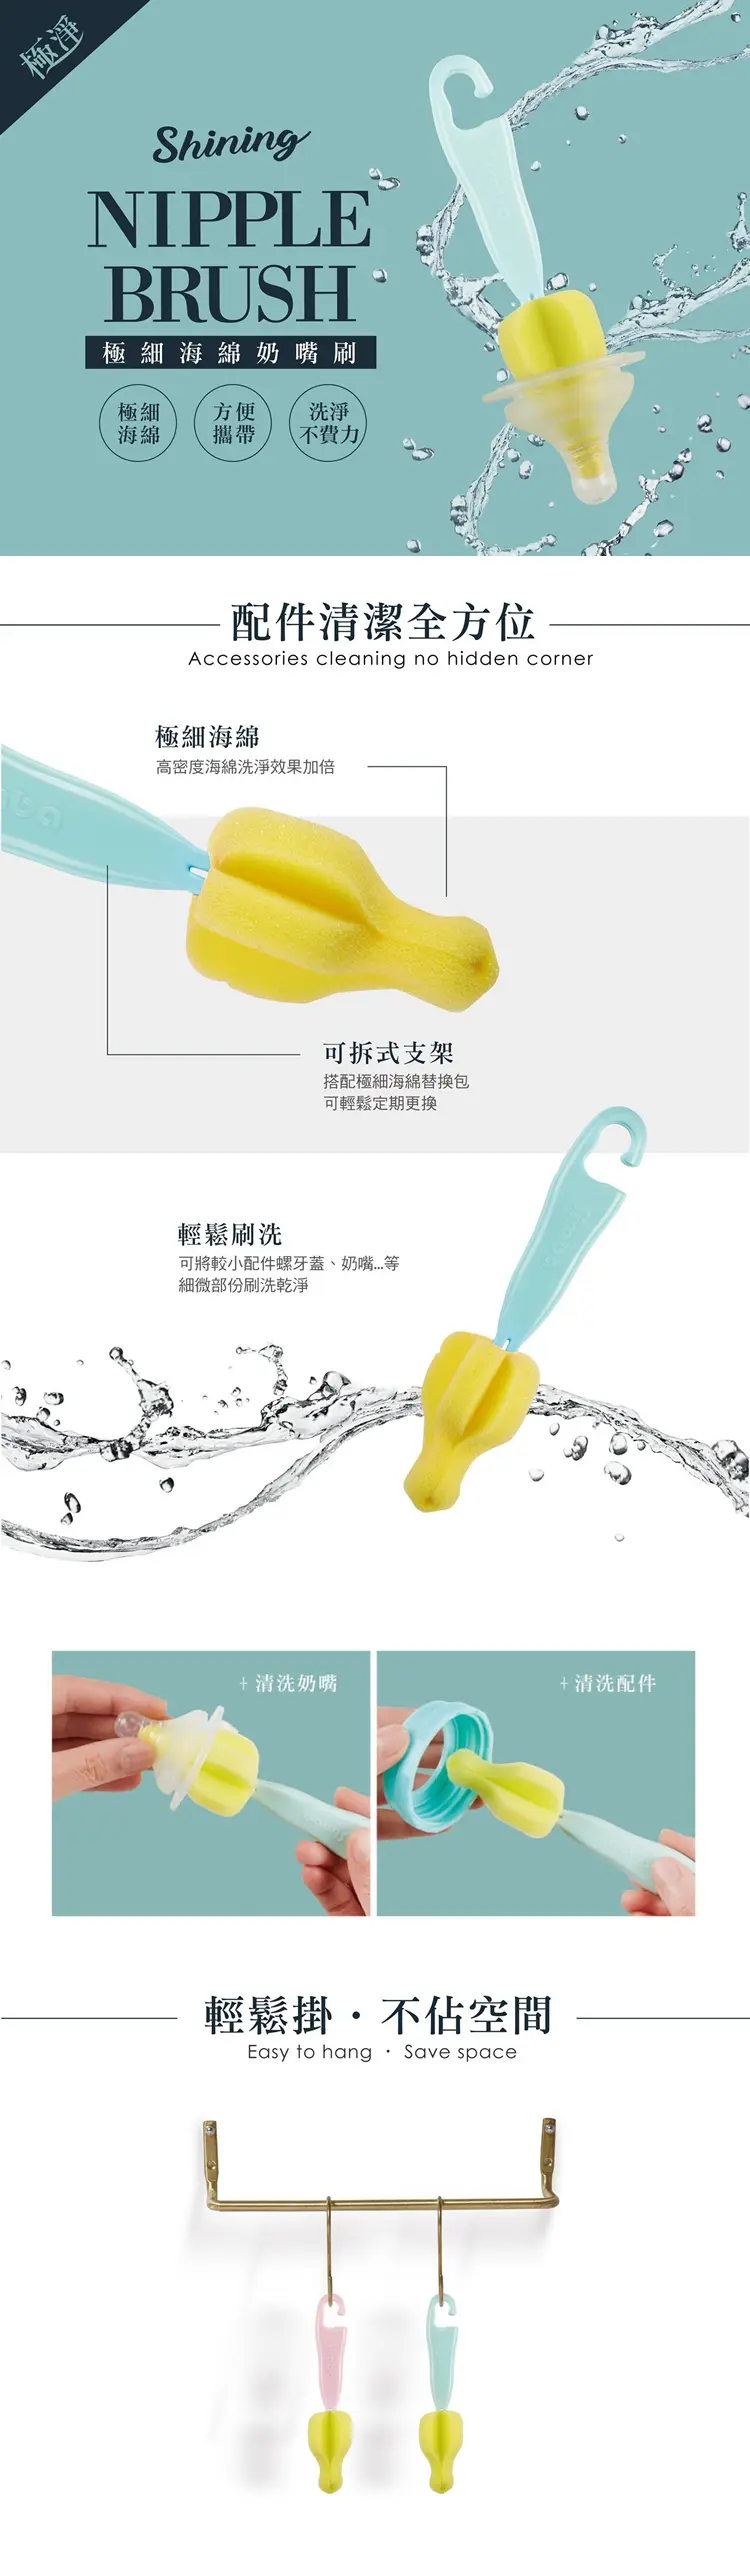 極淨
Shining
NIPPLE
BRUSH
極細海綿奶嘴刷
極細
海綿
方便
攜帶
洗淨
不費力
配件清潔全方位
Accessories cleaning no hidden corner
極細海綿
高密度海綿洗淨效果加倍
可拆式支架
搭配極細海綿替換包
可輕鬆定期更換
輕鬆刷洗
可將較小配件螺牙蓋、奶嘴...等
細微部份刷洗乾淨
+ 清洗奶嘴
+ 清洗配件
輕鬆掛・不佔空間
Easy to hang ・ Save space